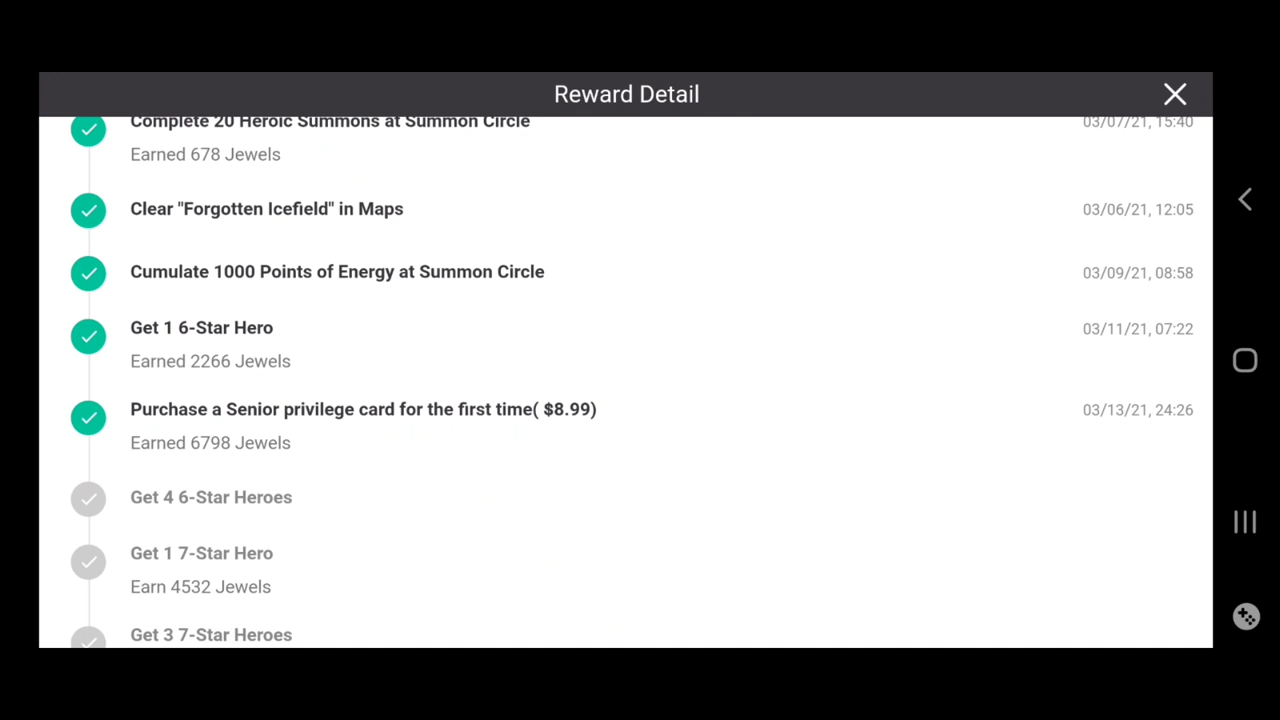 Reward Detail
Complete 20 Heroic Summons at Summon Circle 03/07/21, 15:40
Earned 678 Jewels
Clear "Forgotten Icefield" in Maps 03/06/21, 12:05
Cumulate 1000 Points of Energy at Summon Circle 03/09/21, 08:58
Get 1 6-Star Hero 03/11/21, 07:22
Earned 2266 Jewels
Purchase a Senior privilege card for the first time( $8.99) 03/13/21, 24:26
Earned 6798 Jewels
Get 4 6-Star Heroes
Get 1 7-Star Hero
Earn 4532 Jewels
Get 3 7-Star Heroes